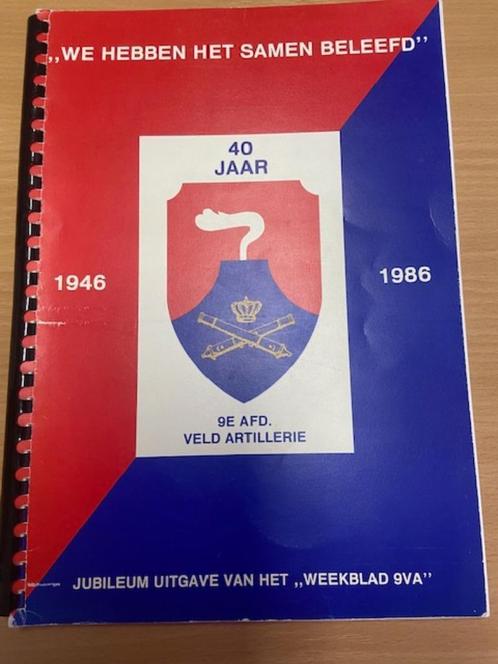 ,,WE HEBBEN HET SAMEN BELEEFD''
40
JAAR
1946
1986
9E AFD.
VELD ARTILLERIE
JUBILEUM UITGAVE VAN HET ,,WEEKBLAD 9VA''